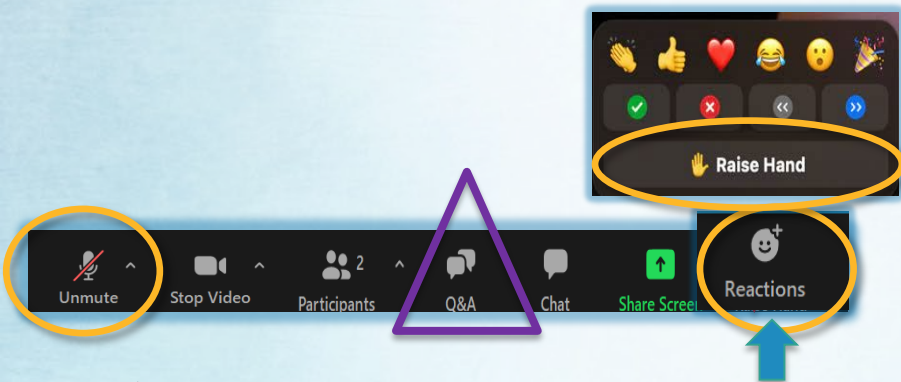 Raise Hand
2
Unmute
Stop Video
Participants
Q&A
Chat
Share Screen
Reactions